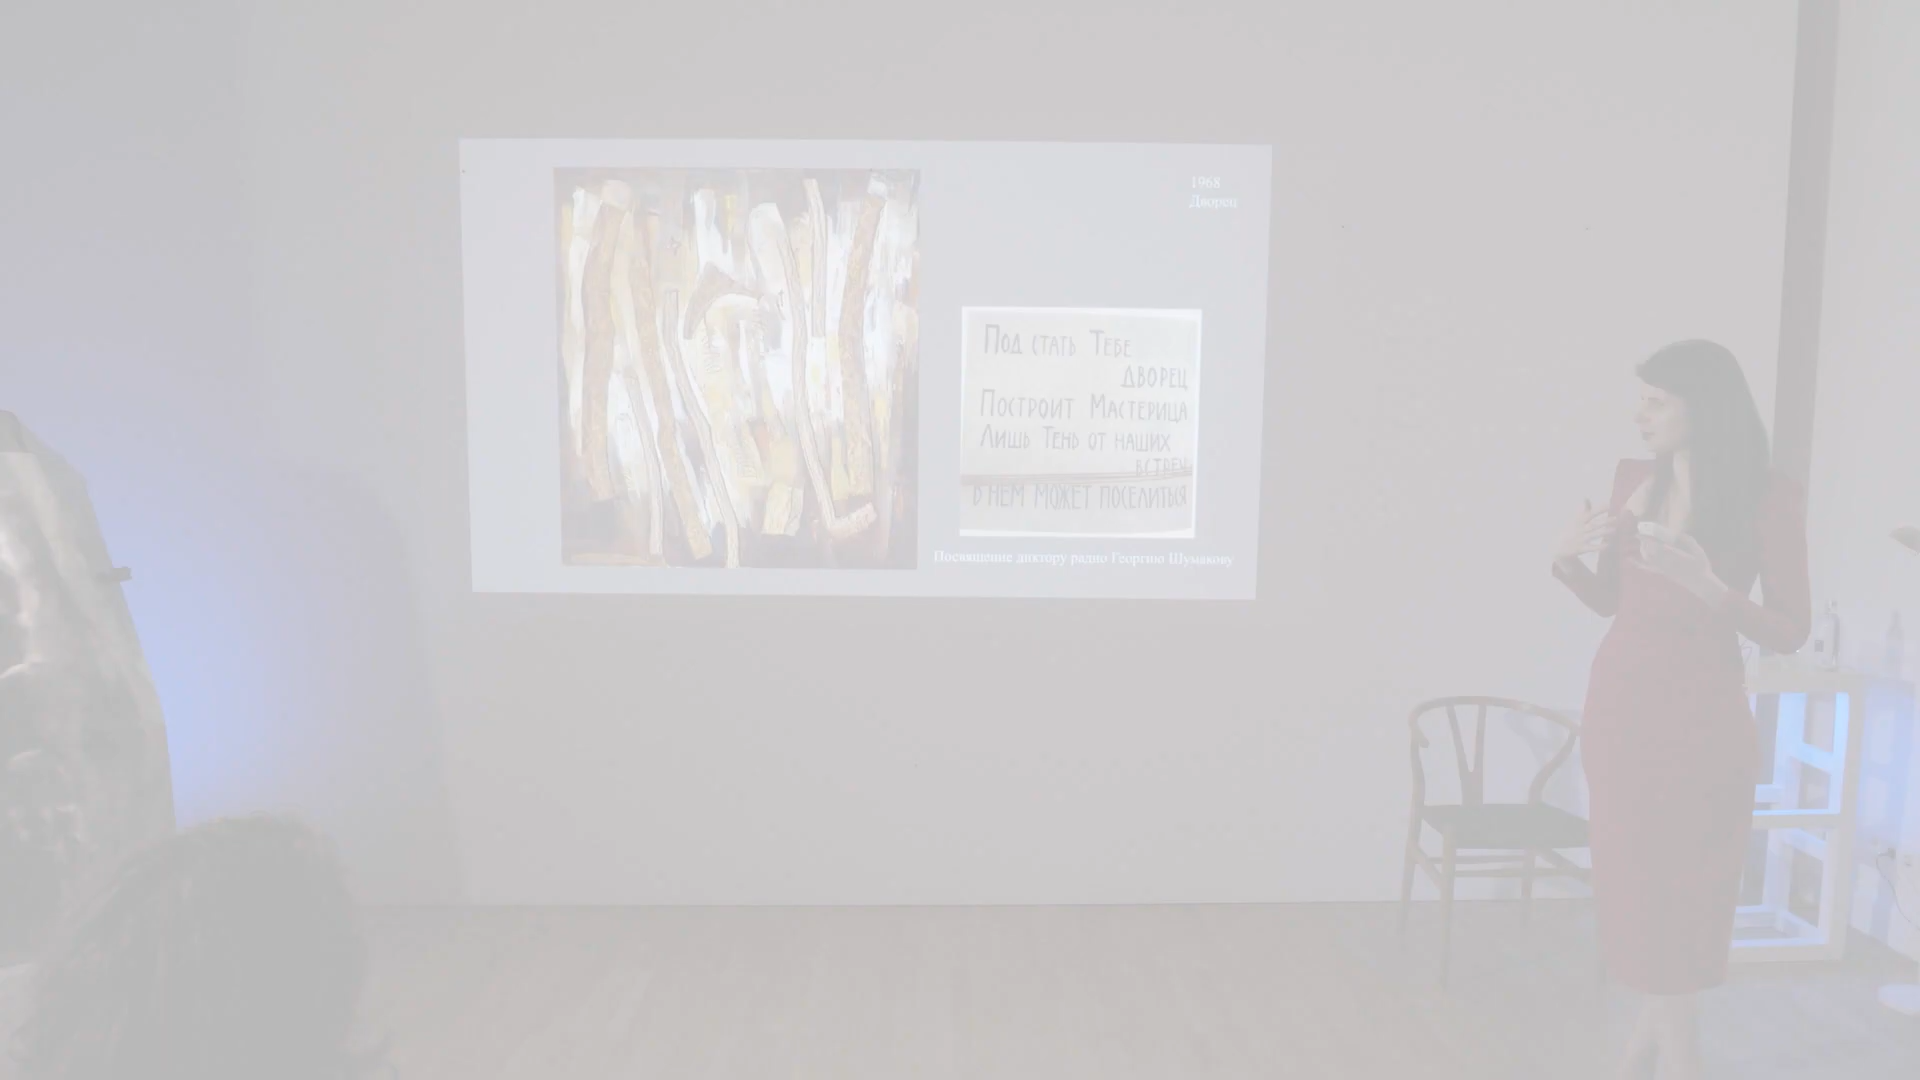 1968
Дворец
Под стать Тебе
дворец
Построит Мастерица
Лишь Тень от наших
встреч
в нем может поселиться
Посвящение диктору радио Георгию Шумакову